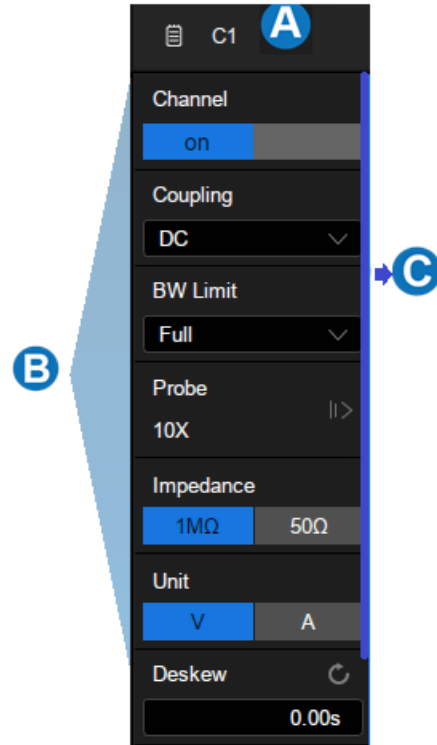 C1 A
Channel
on
Coupling
DC
C
BW Limit
Full
B
Probe
10X
Impedance
1MΩ 50Ω
Unit
V A
Deskew
0.00s